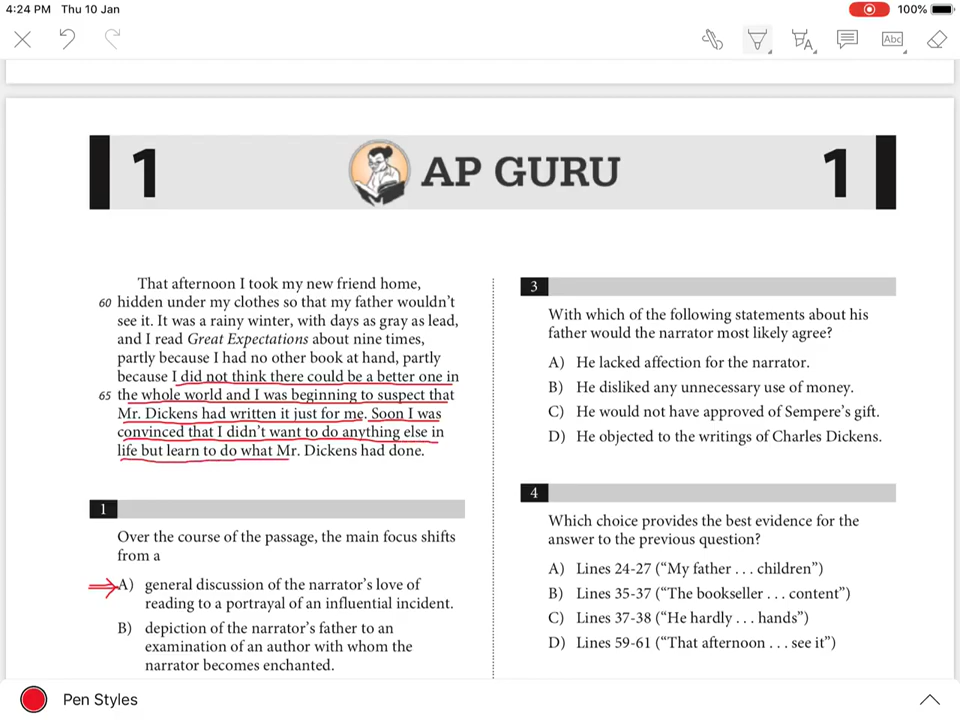 4:24 PM Thu 10 Jan
100%
Abc
1
AP GURU
1
That afternoon I took my new friend home,
60 hidden under my clothes so that my father wouldn't
see it. It was a rainy winter, with days as gray as lead,
and I read Great Expectations about nine times,
partly because I had no other book at hand, partly
because I did not think there could be a better one in
65 the whole world and I was beginning to suspect that
Mr. Dickens had written it just for me. Soon I was
convinced that I didn't want to do anything else in
life but learn to do what Mr. Dickens had done.
1
Over the course of the passage, the main focus shifts
from a
A) general discussion of the narrator's love of
reading to a portrayal of an influential incident.
B) depiction of the narrator's father to an
examination of an author with whom the
narrator becomes enchanted.
3
With which of the following statements about his
father would the narrator most likely agree?
A) He lacked affection for the narrator.
B) He disliked any unnecessary use of money.
C) He would not have approved of Sempere's gift.
D) He objected to the writings of Charles Dickens.
4
Which choice provides the best evidence for the
answer to the previous question?
A) Lines 24-27 ("My father . . . children")
B) Lines 35-37 ("The bookseller . . . content")
C) Lines 37-38 ("He hardly . . . hands")
D) Lines 59-61 ("That afternoon . . . see it")
Pen Styles